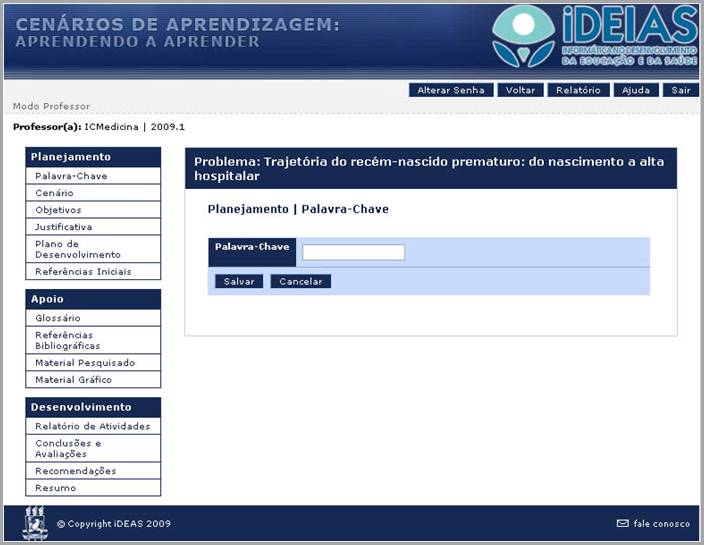 CENÁRIOS DE APRENDIZAGEM:
APRENDENDO A APRENDER
iDEIAS
INFORMÁTICA NO DESENVOLVIMENTO
DA EDUCAÇÃO E DA SAÚDE
Alterar Senha Voltar Relatório Ajuda Sair
Modo Professor
Professor(a): ICMedicina | 2009.1
Planejamento
Palavra-Chave
Cenário
Objetivos
Justificativa
Plano de
Desenvolvimento
Referências Iniciais
Apoio
Glossário
Referências
Bibliográficas
Material Pesquisado
Material Gráfico
Desenvolvimento
Relatório de Atividades
Conclusões e
Avaliações
Recomendações
Resumo
Problema: Trajetória do recém-nascido prematuro: do nascimento a alta
hospitalar
Planejamento | Palavra-Chave
Palavra-Chave
Salvar Cancelar
© Copyright iDEAS 2009
fale conosco